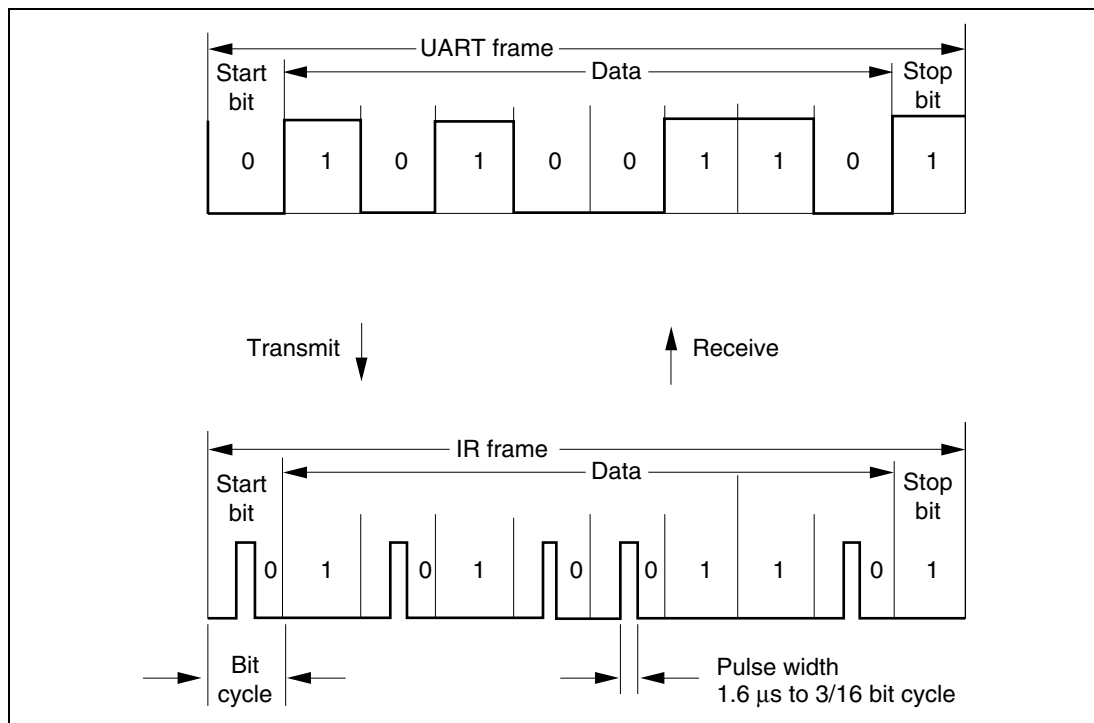 UART frame
Start
bit
Data
Stop
bit
0 1 0 1 0 0 1 1 0 1
Transmit
Receive
IR frame
Start
bit
Data
Stop
bit
0 1 0 1 0 0 1 1 0 1
Bit
cycle
Pulse width
1.6 μs to 3/16 bit cycle